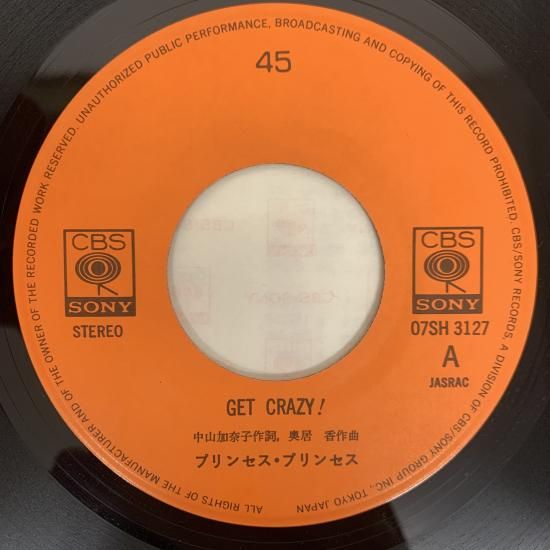 ALL RIGHTS OF THE MANUFACTURER AND OF THE OWNER OF THE RECORDED WORK RESERVED. UNAUTHORIZED PUBLIC PERFORMANCE, BROADCASTING AND COPYING OF THIS RECORD PROHIBITED. CBS/SONY RECORDS, A DIVISION OF CBS/SONY GROUP INC., TOKYO JAPAN
45
CBS
SONY
STEREO
CBS
SONY
07SH 3127
A
JASRAC
GET CRAZY!
中山加奈子作詞, 奥居 香作曲
プリンセス・プリンセス